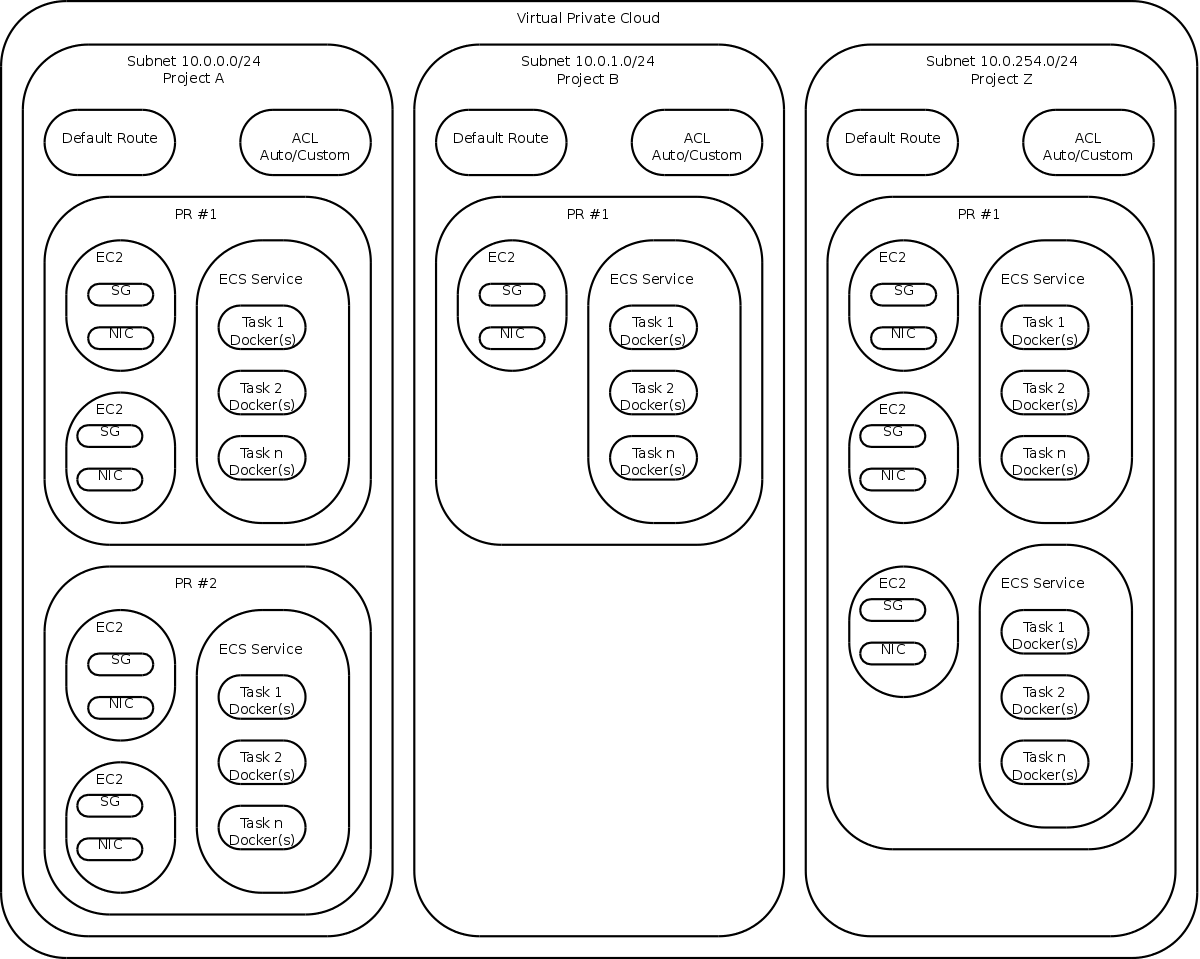 Virtual Private Cloud
Subnet 10.0.0.0/24
Project A
Default Route
ACL
Auto/Custom
PR #1
EC2
SG
NIC
EC2
SG
NIC
ECS Service
Task 1
Docker(s)
Task 2
Docker(s)
Task n
Docker(s)
PR #2
EC2
SG
NIC
EC2
SG
NIC
ECS Service
Task 1
Docker(s)
Task 2
Docker(s)
Task n
Docker(s)
Subnet 10.0.1.0/24
Project B
Default Route
ACL
Auto/Custom
PR #1
EC2
SG
NIC
ECS Service
Task 1
Docker(s)
Task 2
Docker(s)
Task n
Docker(s)
Subnet 10.0.254.0/24
Project Z
Default Route
ACL
Auto/Custom
PR #1
EC2
SG
NIC
EC2
SG
NIC
ECS Service
Task 1
Docker(s)
Task 2
Docker(s)
Task n
Docker(s)
EC2
SG
NIC
ECS Service
Task 1
Docker(s)
Task 2
Docker(s)
Task n
Docker(s)